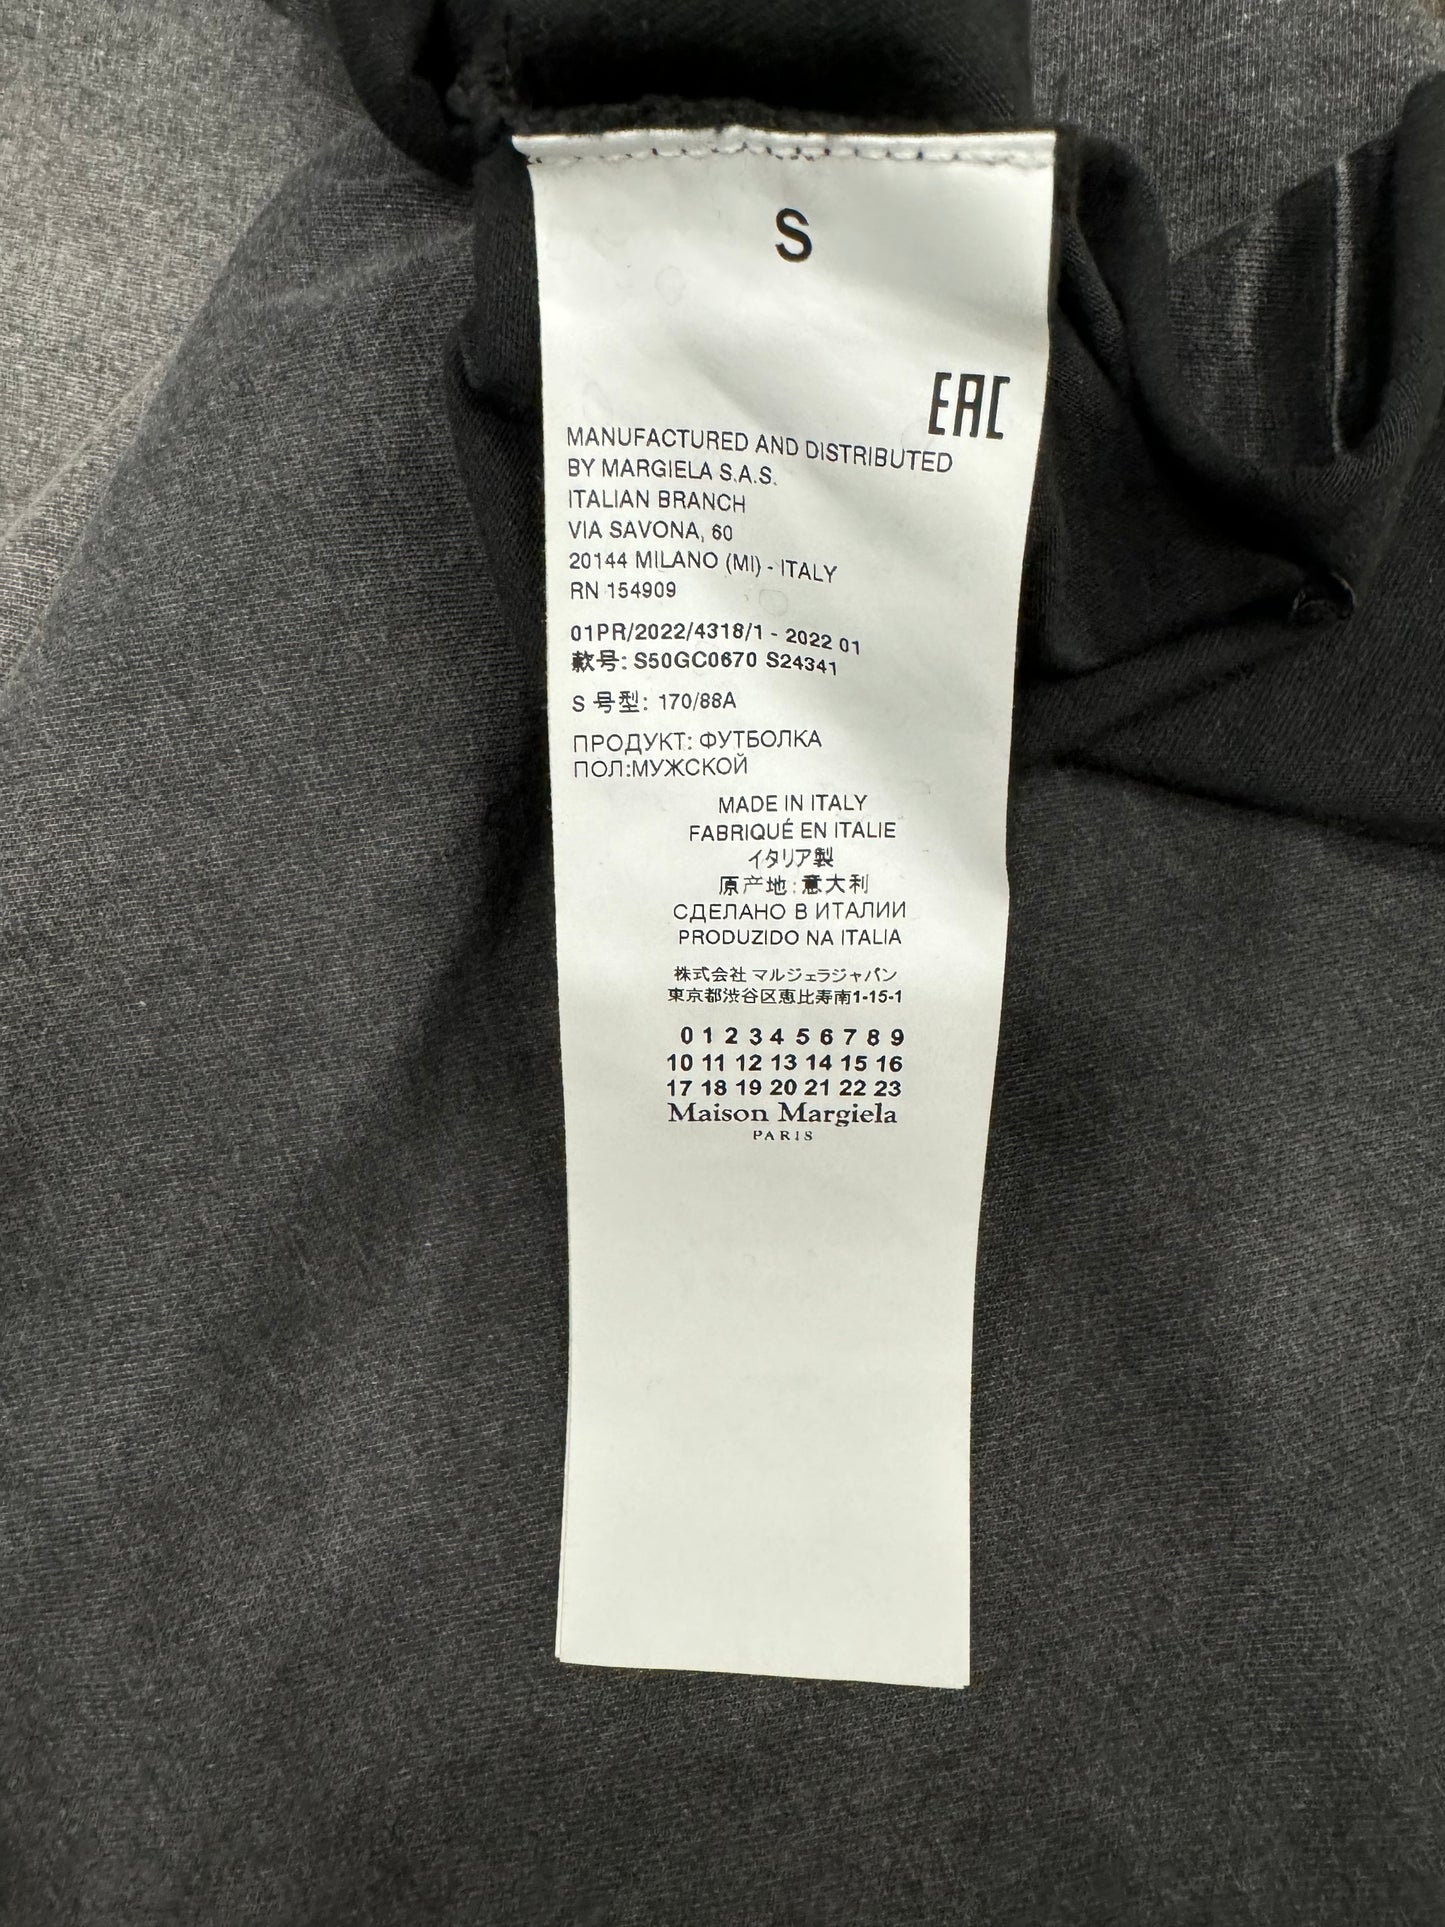 S
EAC
MANUFACTURED AND DISTRIBUTED
BY MARGIELA S.A.S.
ITALIAN BRANCH
VIA SAVONA, 60
20144 MILANO (MI) - ITALY
RN 154909
01PR/2022/4318/1 - 2022 01
款号: S50GC0670 S24341
S 号型: 170/88A
ПРОДУКТ: ФУТБОЛКА
ПОЛ:МУЖСКОЙ
MADE IN ITALY
FABRIQUÉ EN ITALIE
イタリア製
原产地:意大利
СДЕЛАНО В ИТАЛИИ
PRODUZIDO NA ITALIA
株式会社 マルジェラジャパン
東京都渋谷区恵比寿南1-15-1
0 1 2 3 4 5 6 7 8 9
10 11 12 13 14 15 16
17 18 19 20 21 22 23
Maison Margiela
PARIS